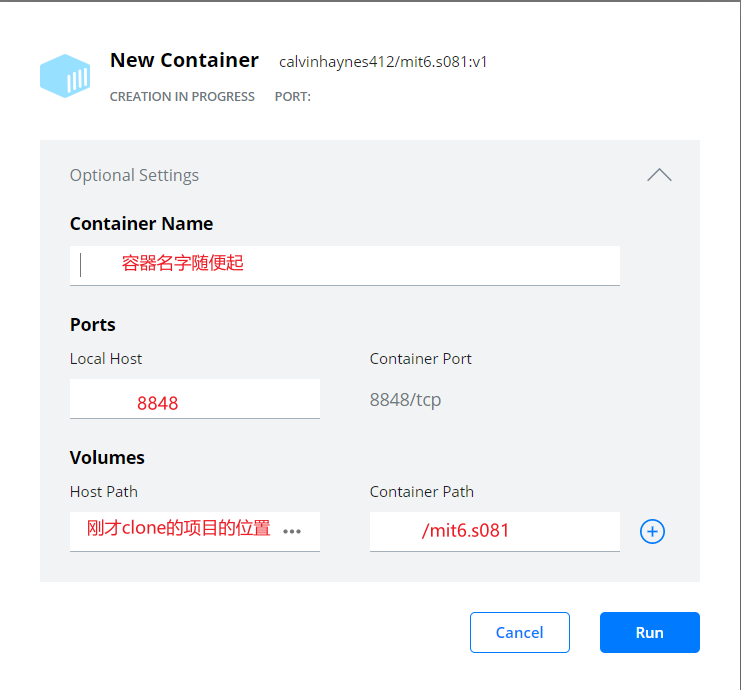 New Container calvinhaynes412/mit6.s081:v1
CREATION IN PROGRESS PORT:
Optional Settings
Container Name
容器名字随便起
Ports
Local Host Container Port
8848 8848/tcp
Volumes
Host Path Container Path
刚才clone的项目的位置 ••• /mit6.s081
Cancel Run